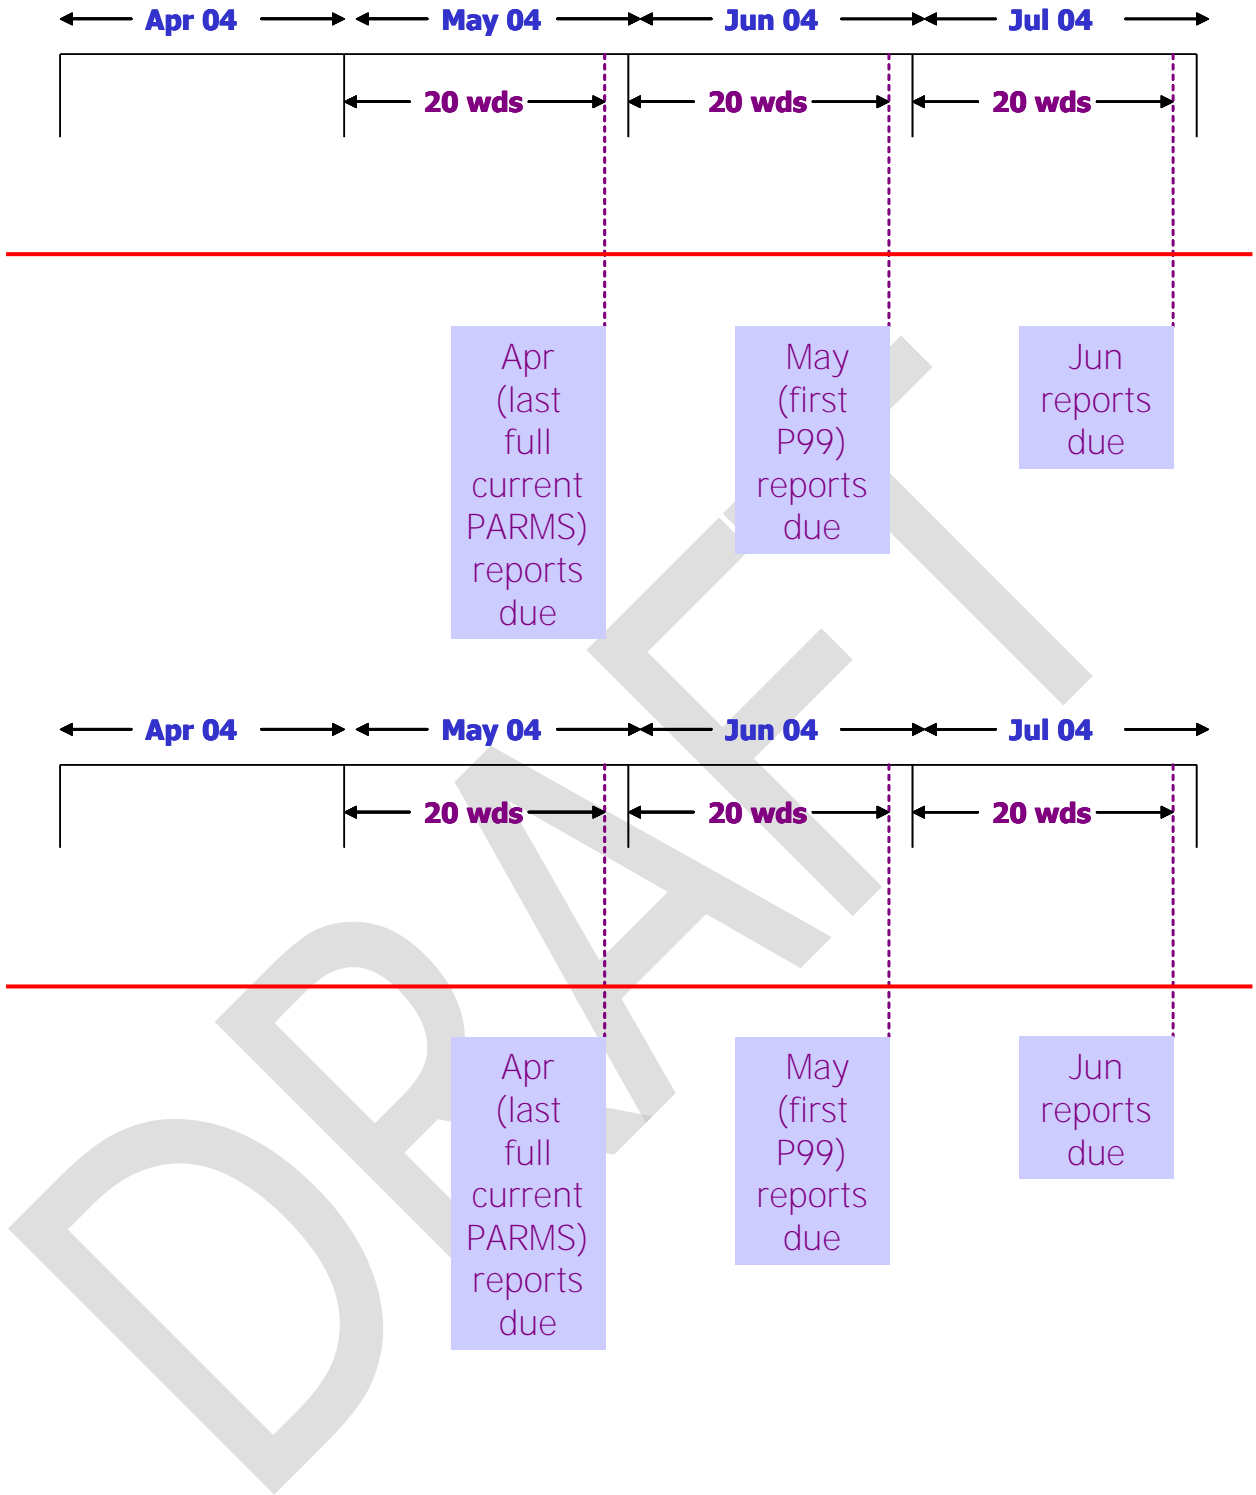 Apr 04 May 04 Jun 04 Jul 04
20 wds 20 wds 20 wds
Apr
(last
full
current
PARMS)
reports
due
May
(first
P99)
reports
due
Jun
reports
due
Apr 04 May 04 Jun 04 Jul 04
20 wds 20 wds 20 wds
Apr
(last
full
current
PARMS)
reports
due
May
(first
P99)
reports
due
Jun
reports
due
DRAFT